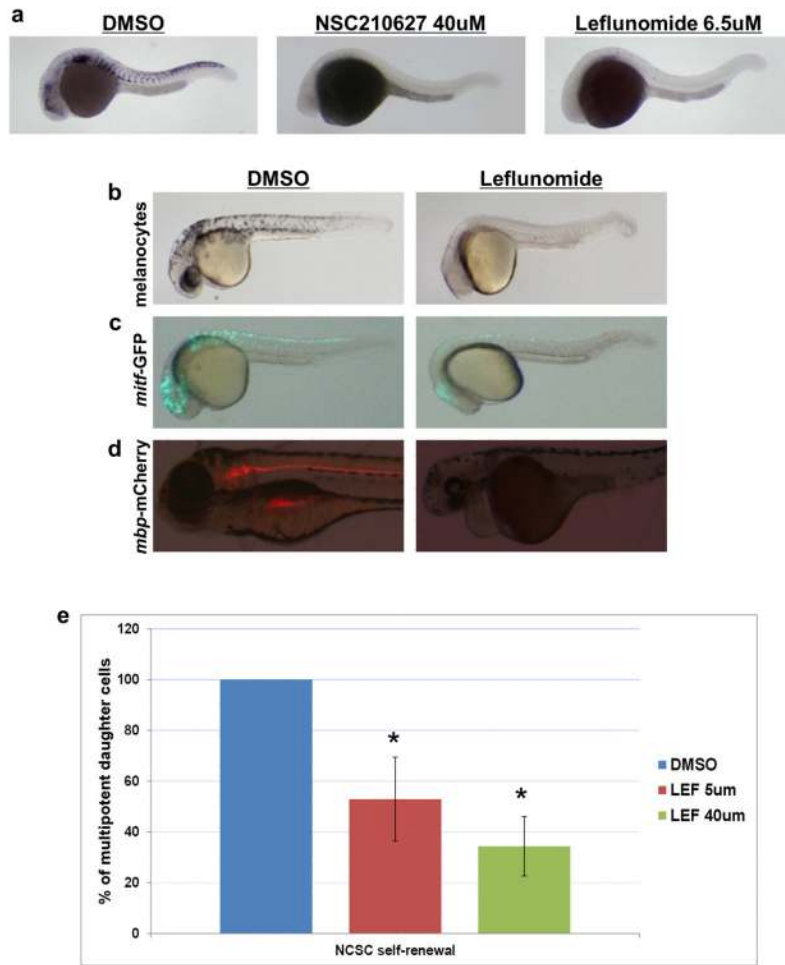 a
DMSO
NSC210627 40uM
Leflunomide 6.5uM
DMSO
Leflunomide
b
melanocytes
c
mitf-GFP
d
mbp-mCherry
e
% of multipotent daughter cells
120
100
80
60
40
20
0
*
*
NCSC self-renewal
DMSO
LEF 5um
LEF 40um